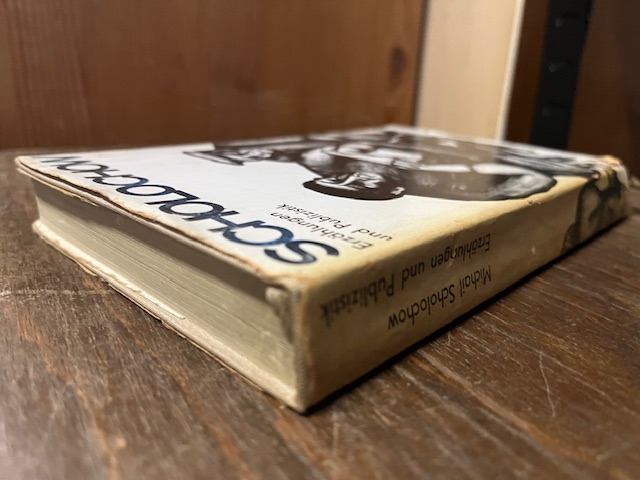 SCHOLOCHOW
Erzählungen
und Publizistik
Michail Scholochow
Erzählungen und Publizistik